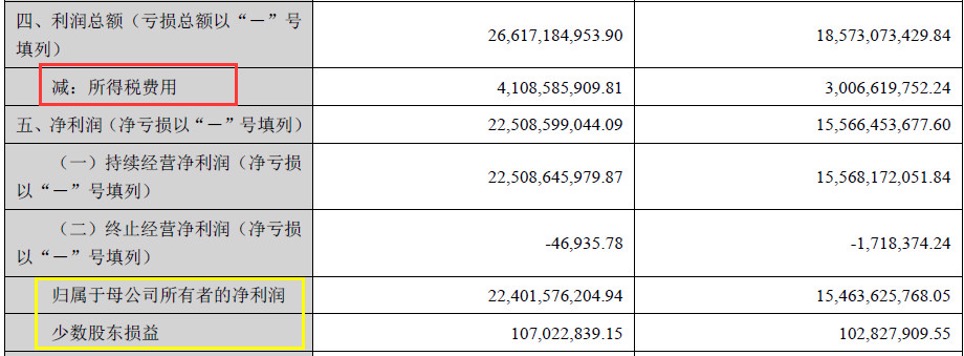 四、利润总额（亏损总额以“－”号
填列） 26,617,184,953.90 18,573,073,429.84
减：所得税费用 4,108,585,909.81 3,006,619,752.24
五、净利润（净亏损以“－”号填列） 22,508,599,044.09 15,566,453,677.60
（一）持续经营净利润（净亏损
以“－”号填列） 22,508,645,979.87 15,568,172,051.84
（二）终止经营净利润（净亏损
以“－”号填列） -46,935.78 -1,718,374.24
归属于母公司所有者的净利润 22,401,576,204.94 15,463,625,768.05
少数股东损益 107,022,839.15 102,827,909.55